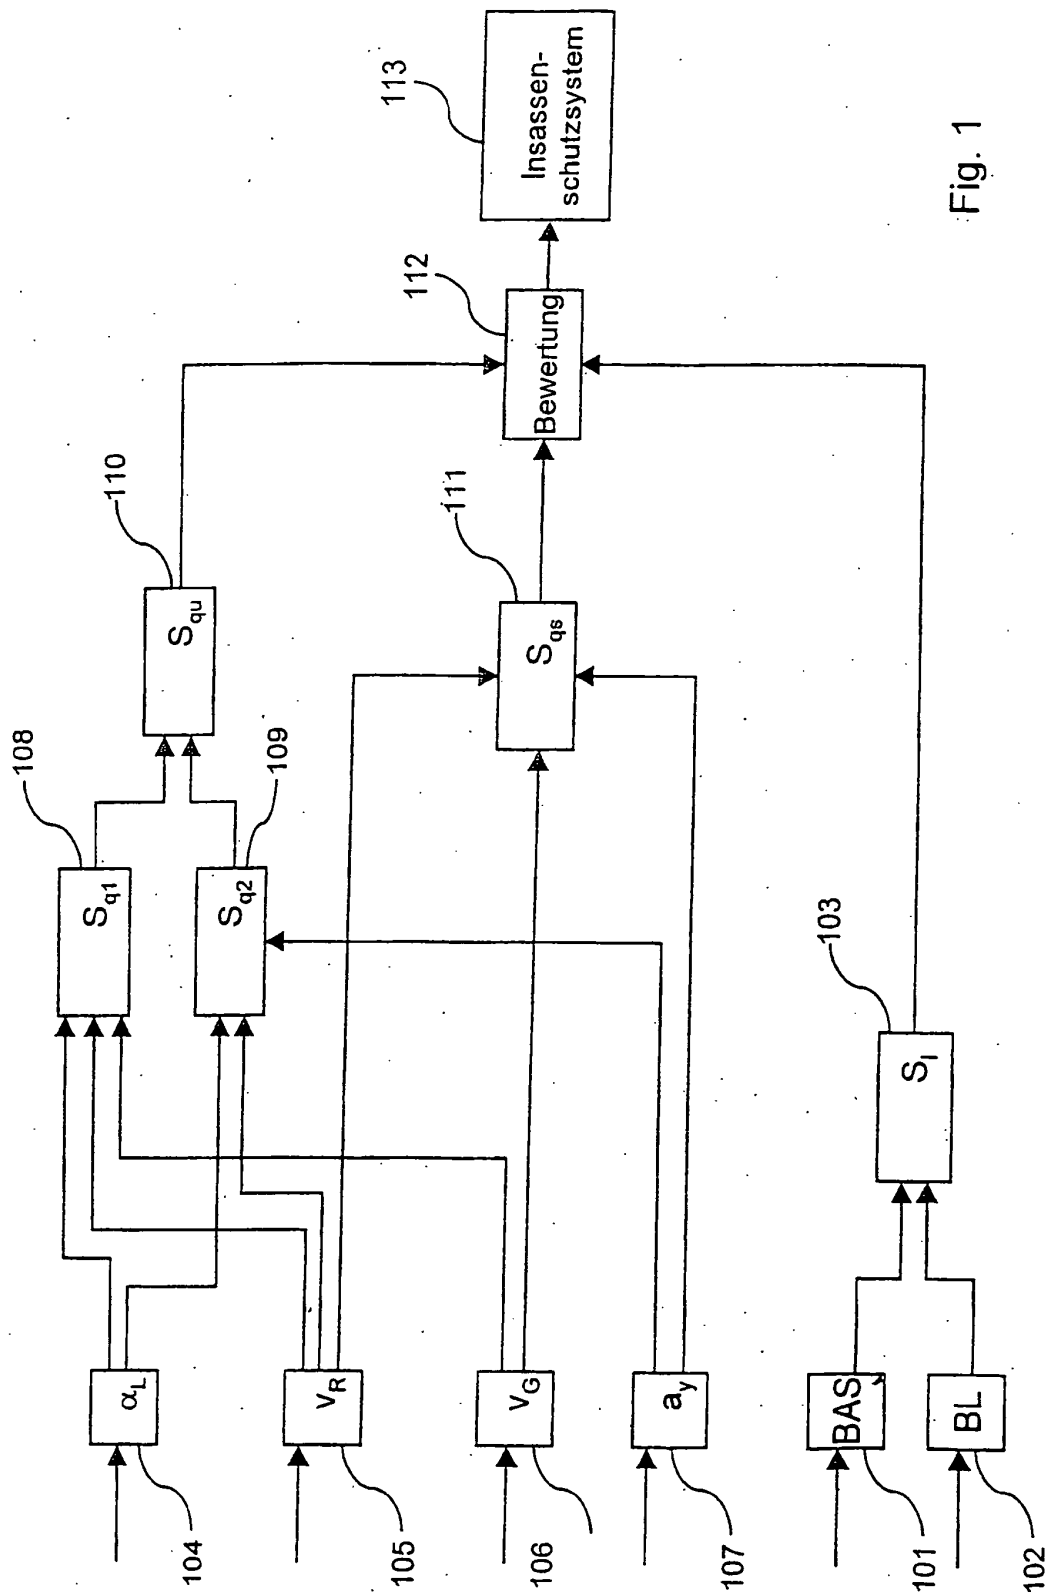 104
α_L
105
v_R
106
v_G
107
a_y
101
BAS
102
BL
108
S_q1
109
S_q2
103
S_l
110
S_qu
111
S_qs
112
Bewertung
113
Insassen-
schutzsystem
Fig. 1